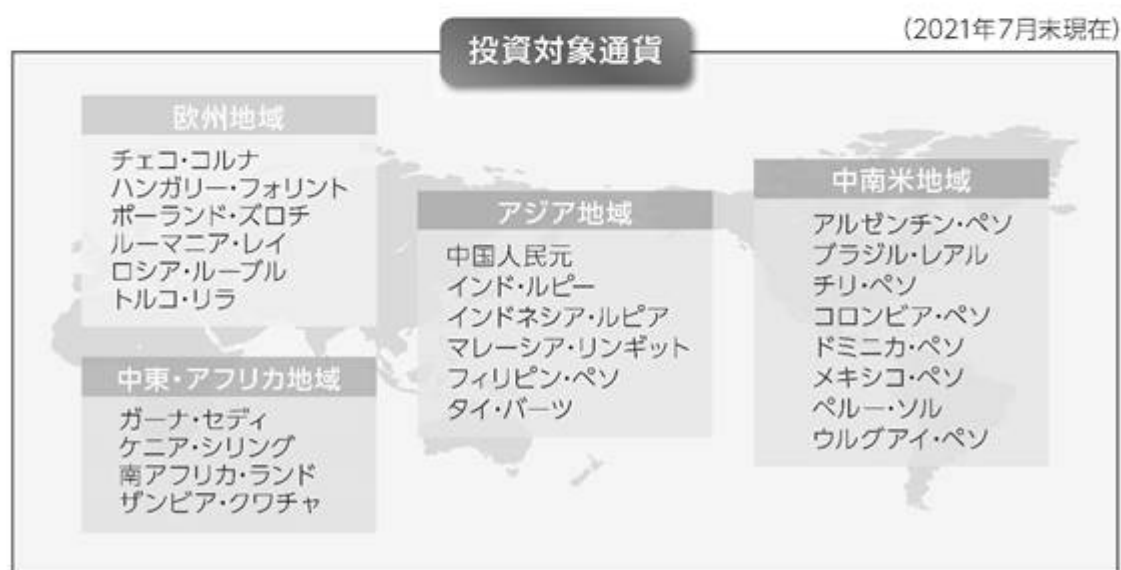 (2021年7月末現在)
投資対象通貨
欧州地域
チェコ・コルナ
ハンガリー・フォリント
ポーランド・ズロチ
ルーマニア・レイ
ロシア・ルーブル
トルコ・リラ
中東・アフリカ地域
ガーナ・セディ
ケニア・シリング
南アフリカ・ランド
ザンビア・クワチャ
アジア地域
中国人民元
インド・ルピー
インドネシア・ルピア
マレーシア・リンギット
フィリピン・ペソ
タイ・バーツ
中南米地域
アルゼンチン・ペソ
ブラジル・レアル
チリ・ペソ
コロンビア・ペソ
ドミニカ・ペソ
メキシコ・ペソ
ペルー・ソル
ウルグアイ・ペソ